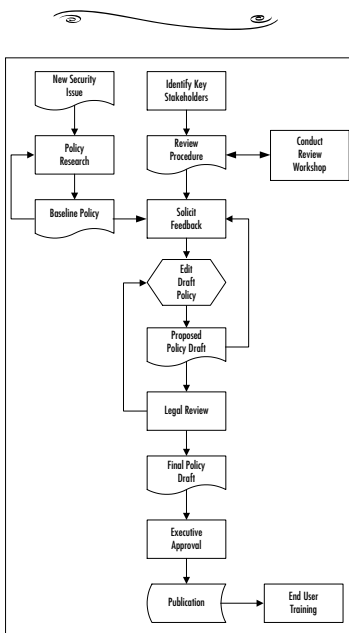 New Security
Issue
Identify Key
Stakeholders
Policy
Research
Review
Procedure
Conduct
Review
Workshop
Baseline Policy
Solicit
Feedback
Edit
Draft
Policy
Proposed
Policy Draft
Legal Review
Final Policy
Draft
Executive
Approval
Publication
End User
Training